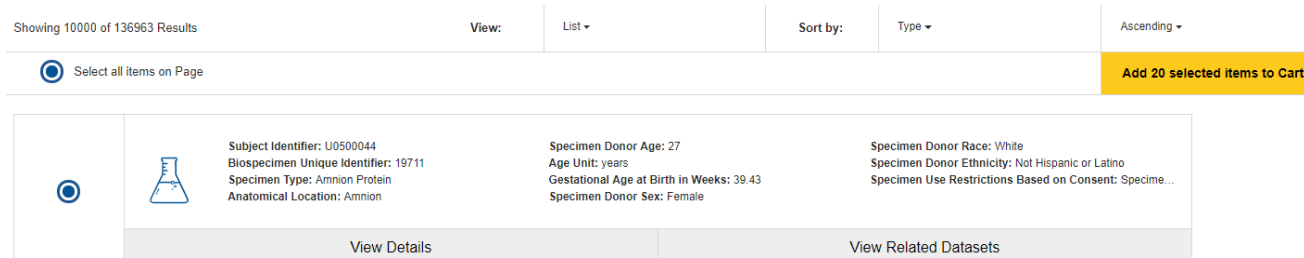 Showing 10000 of 136963 Results
View:
List
Sort by:
Type
Ascending
Select all items on Page
Add 20 selected items to Cart
Subject Identifier: U0500044
Biospecimen Unique Identifier: 19711
Specimen Type: Amnion Protein
Anatomical Location: Amnion
Specimen Donor Age: 27
Age Unit: years
Gestational Age at Birth in Weeks: 39.43
Specimen Donor Sex: Female
Specimen Donor Race: White
Specimen Donor Ethnicity: Not Hispanic or Latino
Specimen Use Restrictions Based on Consent: Specime...
View Details
View Related Datasets